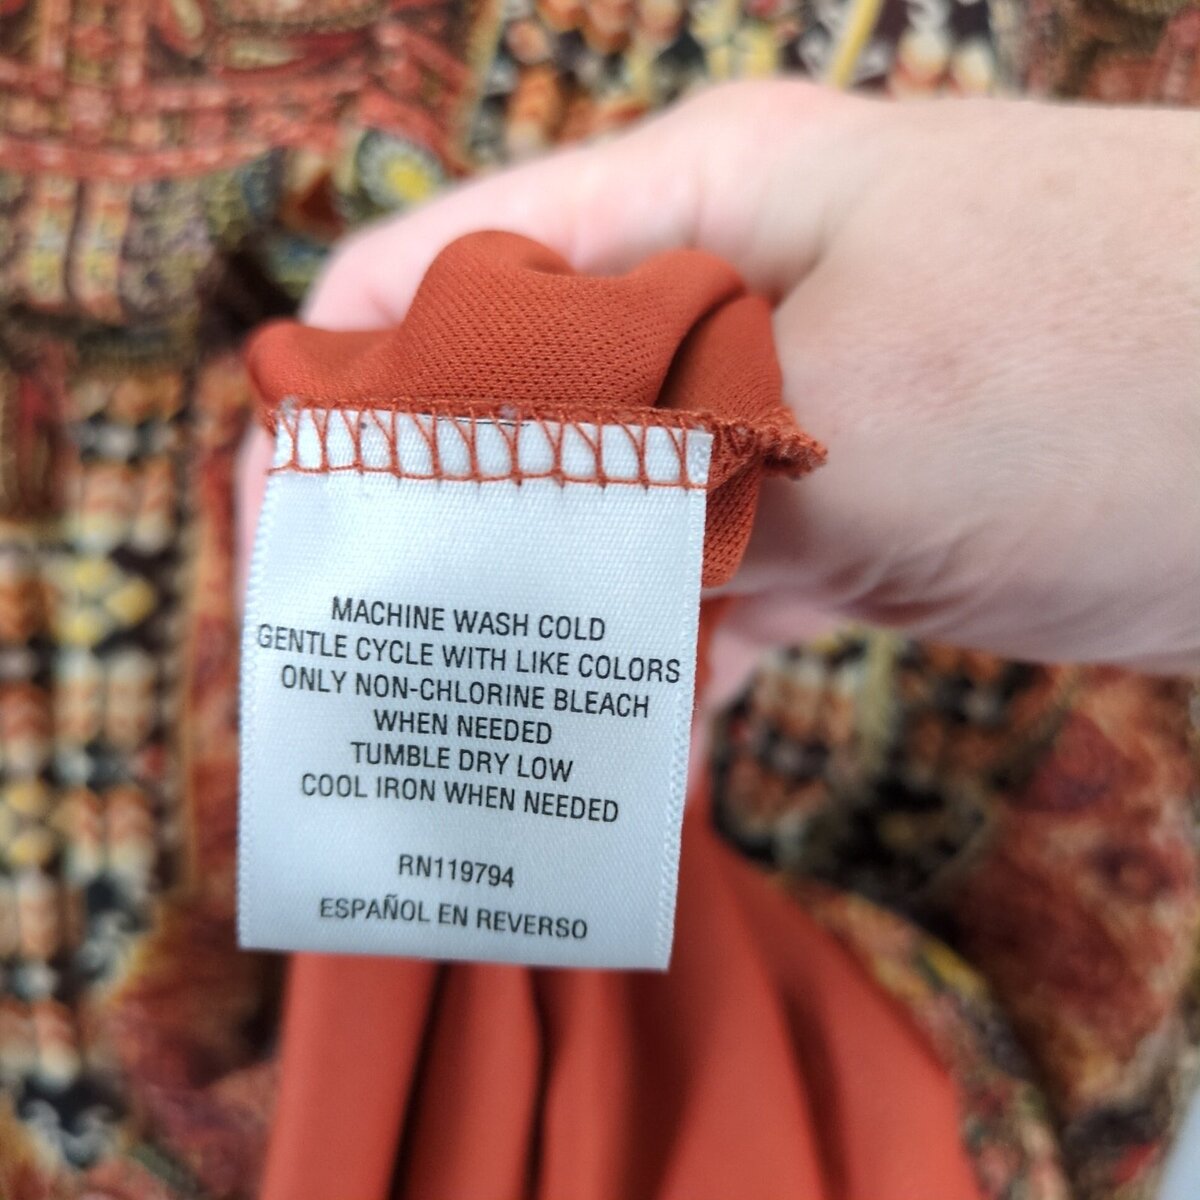 MACHINE WASH COLD
GENTLE CYCLE WITH LIKE COLORS
ONLY NON-CHLORINE BLEACH
WHEN NEEDED
TUMBLE DRY LOW
COOL IRON WHEN NEEDED
RN119794
ESPAÑOL EN REVERSO